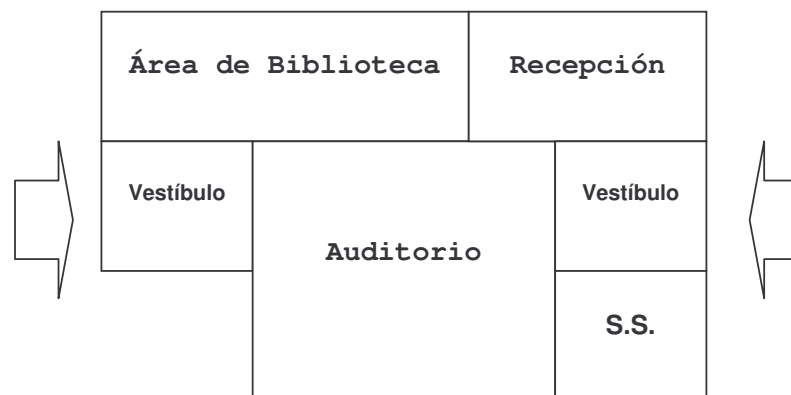 Área de Biblioteca
Recepción
Vestíbulo
Vestíbulo
Auditorio
S.S.